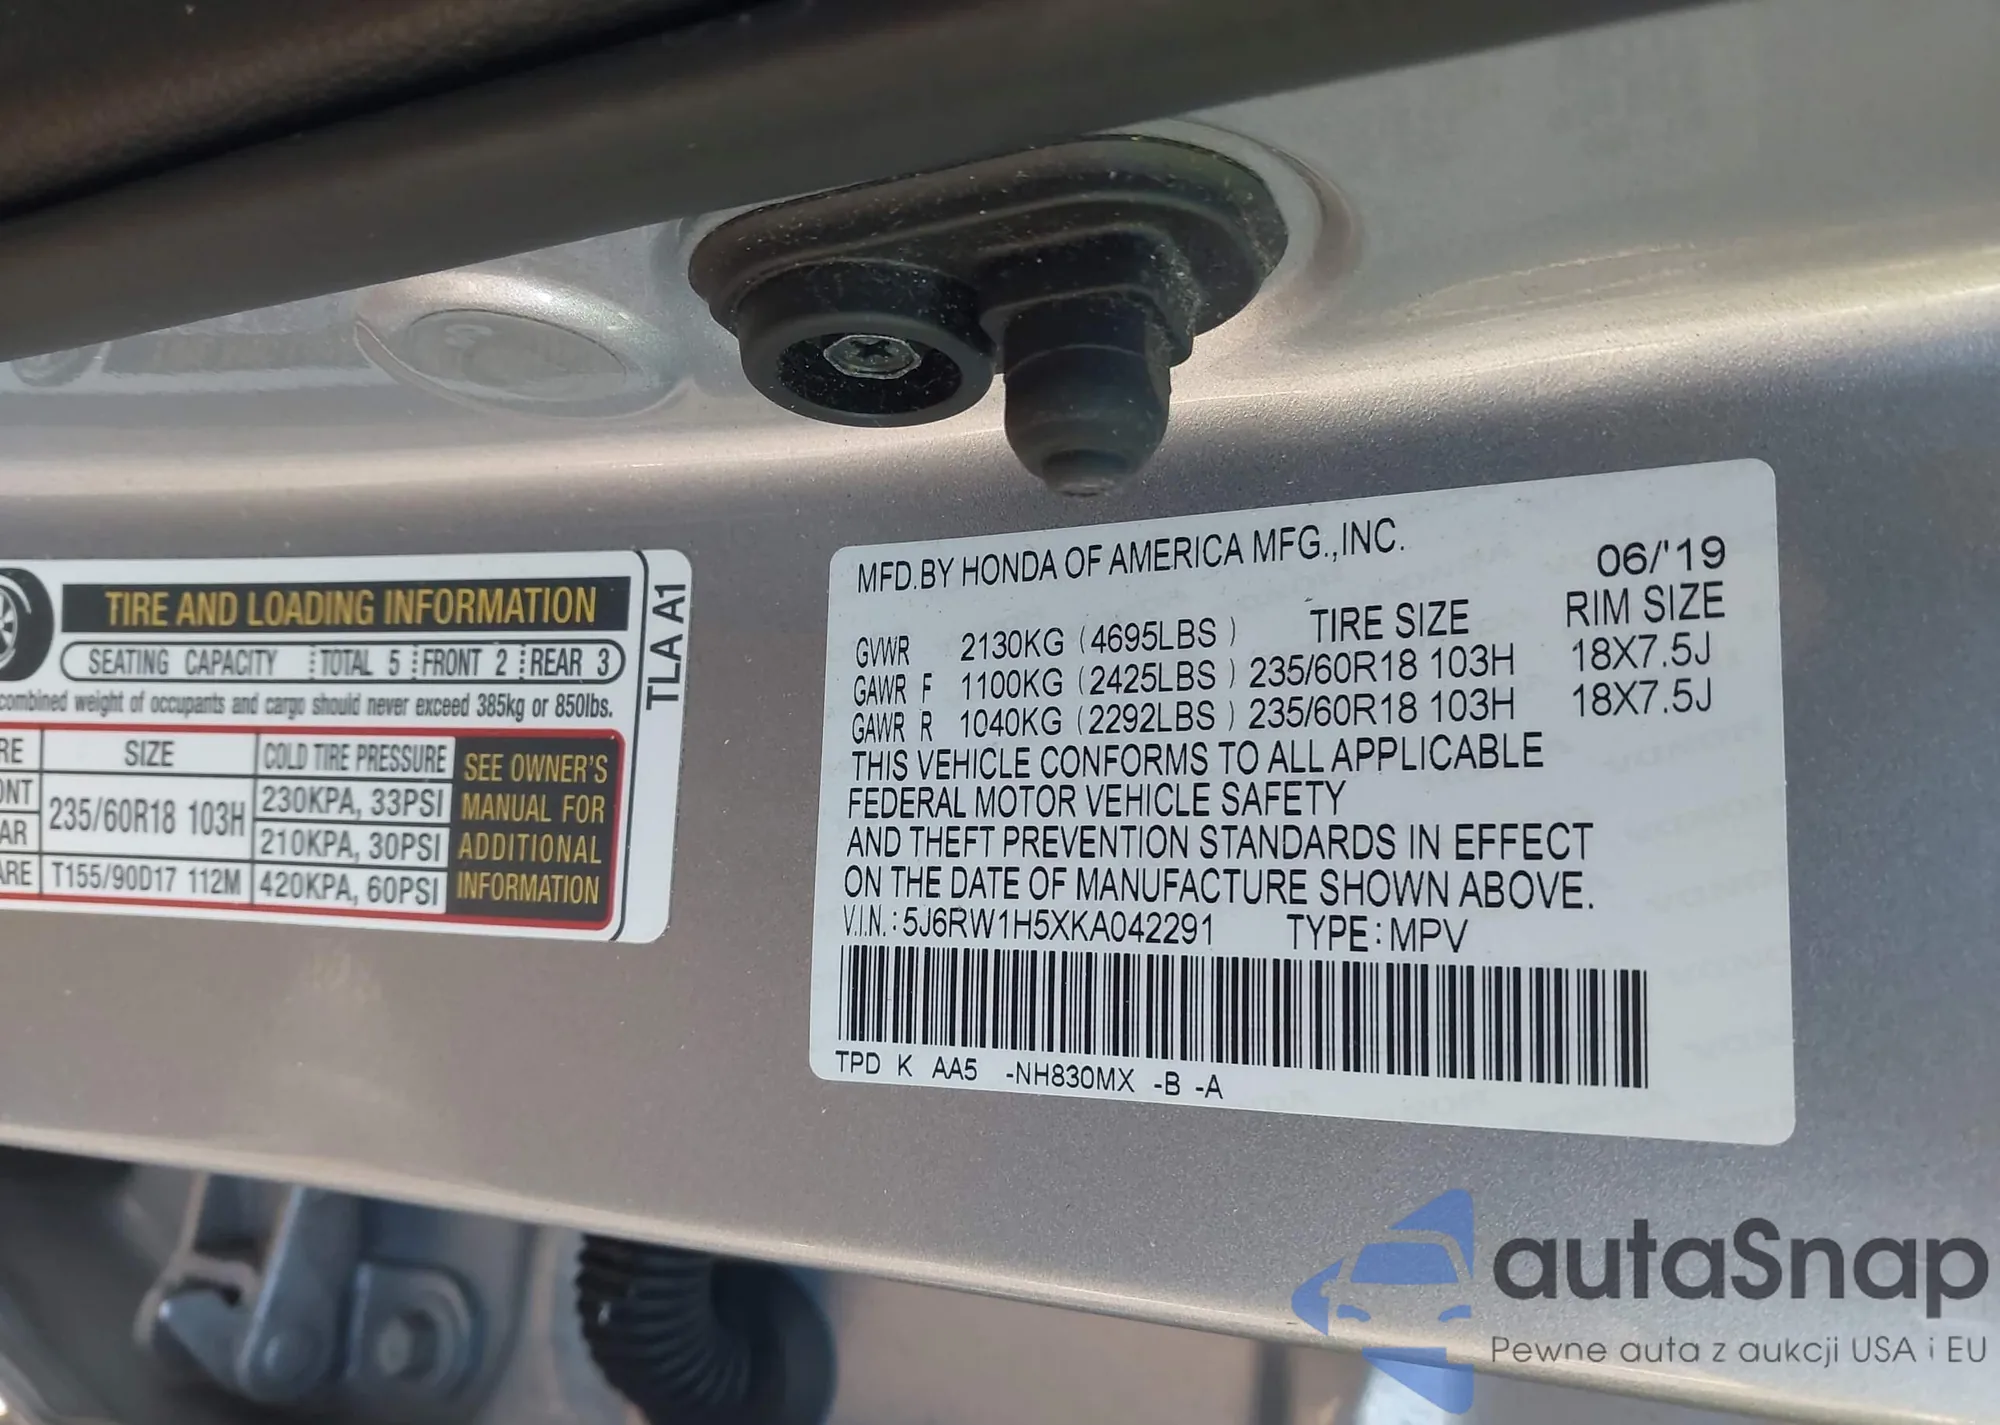 TIRE AND LOADING INFORMATION
SEATING CAPACITY TOTAL 5 FRONT 2 REAR 3
combined weight of occupants and cargo should never exceed 385kg or 850lbs.
SIZE COLD TIRE PRESSURE
235/60R18 103H
230KPA, 33PSI
210KPA, 30PSI
T155/90D17 112M 420KPA, 60PSI
SEE OWNER'S
MANUAL FOR
ADDITIONAL
INFORMATION
TLA A1
MFD.BY HONDA OF AMERICA MFG.,INC. 06/'19
GVWR 2130KG (4695LBS ) TIRE SIZE RIM SIZE
GAWR F 1100KG (2425LBS ) 235/60R18 103H 18X7.5J
GAWR R 1040KG (2292LBS ) 235/60R18 103H 18X7.5J
THIS VEHICLE CONFORMS TO ALL APPLICABLE
FEDERAL MOTOR VEHICLE SAFETY
AND THEFT PREVENTION STANDARDS IN EFFECT
ON THE DATE OF MANUFACTURE SHOWN ABOVE.
V.I.N.: 5J6RW1H5XKA042291 TYPE: MPV
TPD K AA5 -NH830MX -B -A
autaSnap
Pewne auta z aukcji USA i EU